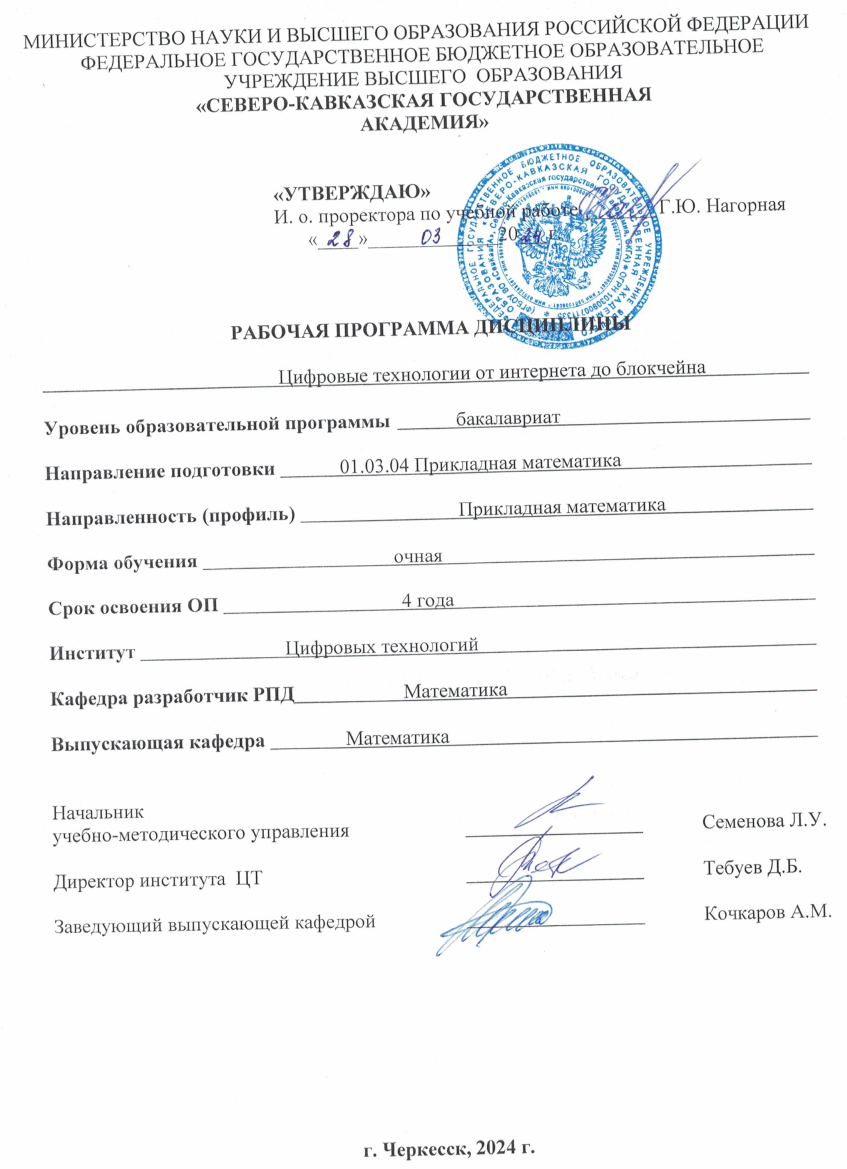 МИНИСТЕРСТВО НАУКИ И ВЫСШЕГО ОБРАЗОВАНИЯ РОССИЙСКОЙ ФЕДЕРАЦИИ
ФЕДЕРАЛЬНОЕ ГОСУДАРСТВЕННОЕ БЮДЖЕТНОЕ ОБРАЗОВАТЕЛЬНОЕ
УЧРЕЖДЕНИЕ ВЫСШЕГО ОБРАЗОВАНИЯ
«СЕВЕРО-КАВКАЗСКАЯ ГОСУДАРСТВЕННАЯ
АКАДЕМИЯ»
«УТВЕРЖДАЮ»
И. о. проректора по учебной работе Г.Ю. Нагорная
« 28 » 03 2024 г.
РАБОЧАЯ ПРОГРАММА ДИСЦИПЛИНЫ
Цифровые технологии от интернета до блокчейна
Уровень образовательной программы бакалавриат
Направление подготовки 01.03.04 Прикладная математика
Направленность (профиль) Прикладная математика
Форма обучения очная
Срок освоения ОП 4 года
Институт Цифровых технологий
Кафедра разработчик РПД Математика
Выпускающая кафедра Математика
Начальник
учебно-методического управления Семенова Л.У.
Директор института ЦТ Тебуев Д.Б.
Заведующий выпускающей кафедрой Кочкаров А.М.
г. Черкесск, 2024 г.